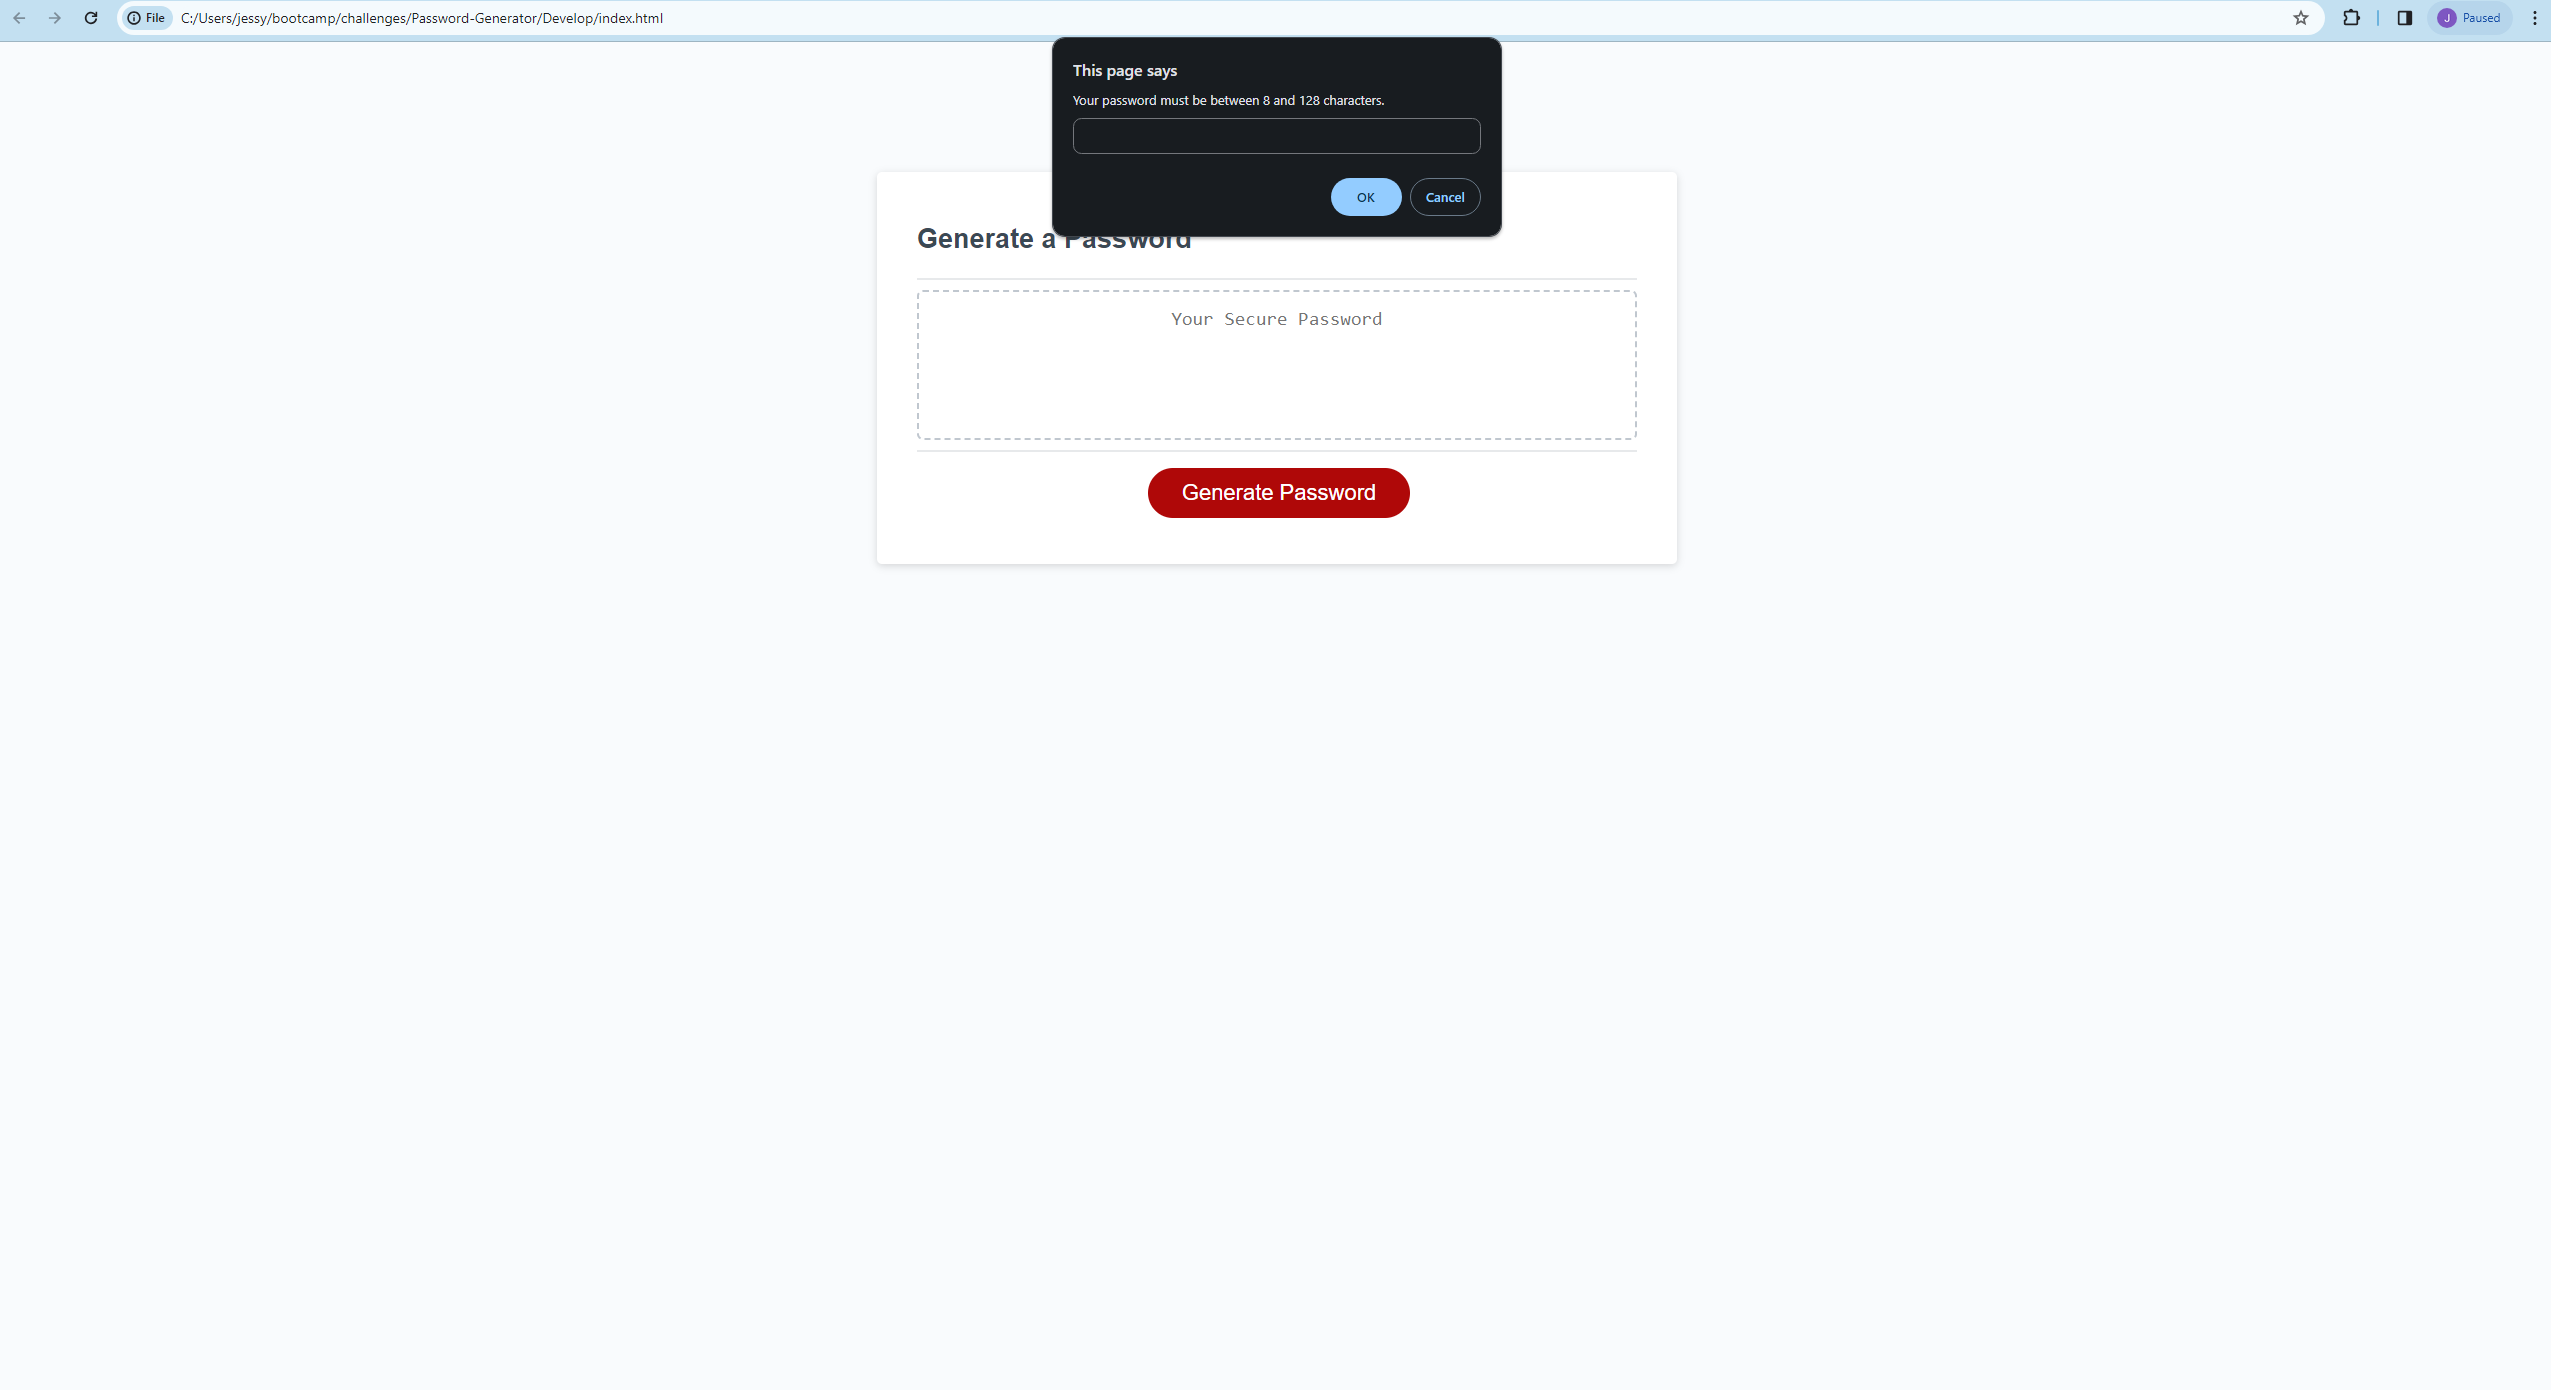 File C:/Users/jessy/bootcamp/challenges/Password-Generator/Develop/index.html J Paused
This page says
Your password must be between 8 and 128 characters.
OK Cancel
Generate a Password
Your Secure Password
Generate Password